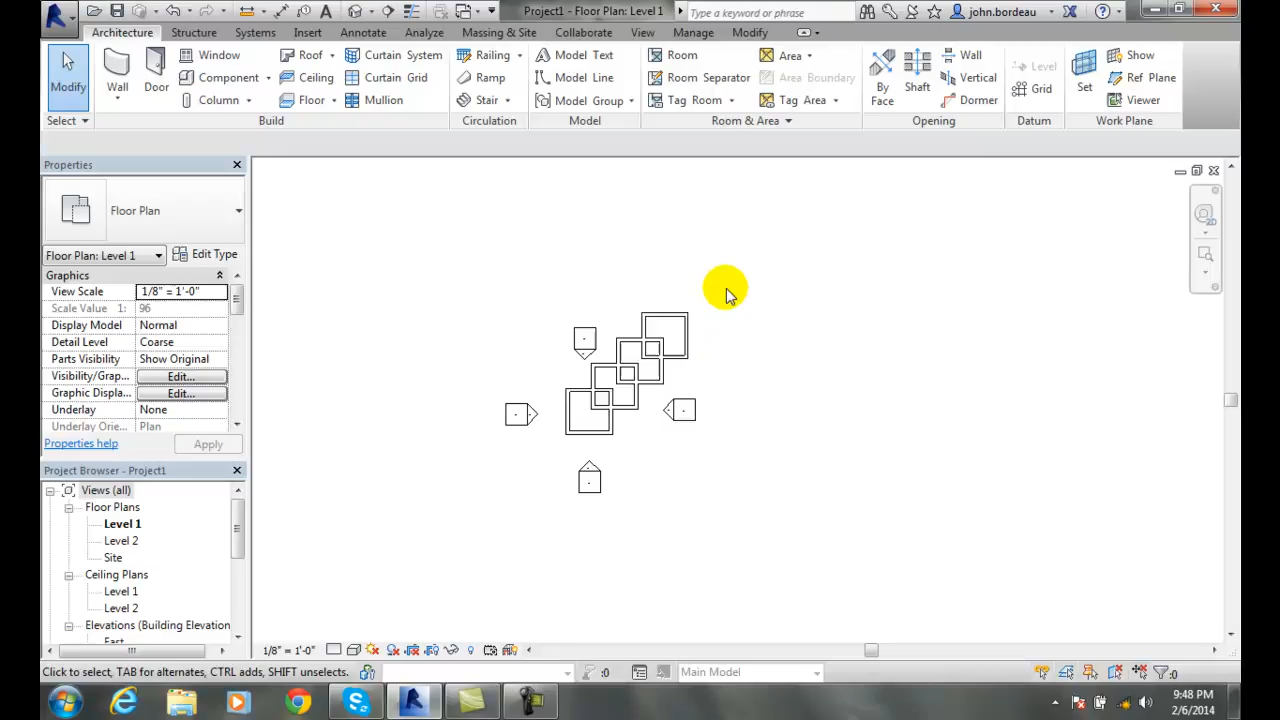 Project1 - Floor Plan: Level 1
Type a keyword or phrase
john.bordeau
Architecture Structure Systems Insert Annotate Analyze Massing & Site Collaborate View Manage Modify
Modify Wall Door Window Component Column Roof Ceiling Floor Curtain System Curtain Grid Mullion Railing Ramp Stair Model Text Model Line Model Group Room Room Separator Tag Room Area Area Boundary Tag Area By Face Shaft Wall Vertical Dormer Level Grid Set Show Ref Plane Viewer
Select Build Circulation Model Room & Area Opening Datum Work Plane
Properties
Floor Plan
Floor Plan: Level 1 Edit Type
Graphics
View Scale 1/8" = 1'-0"
Scale Value 1: 96
Display Model Normal
Detail Level Coarse
Parts Visibility Show Original
Visibility/Grap... Edit...
Graphic Displa... Edit...
Underlay None
Underlay Orie... Plan
Properties help Apply
Project Browser - Project1
Views (all)
Floor Plans
Level 1
Level 2
Site
Ceiling Plans
Level 1
Level 2
Elevations (Building Elevation
East
1/8" = 1'-0"
Click to select, TAB for alternates, CTRL adds, SHIFT unselects. :0 Main Model :0
9:48 PM
2/6/2014